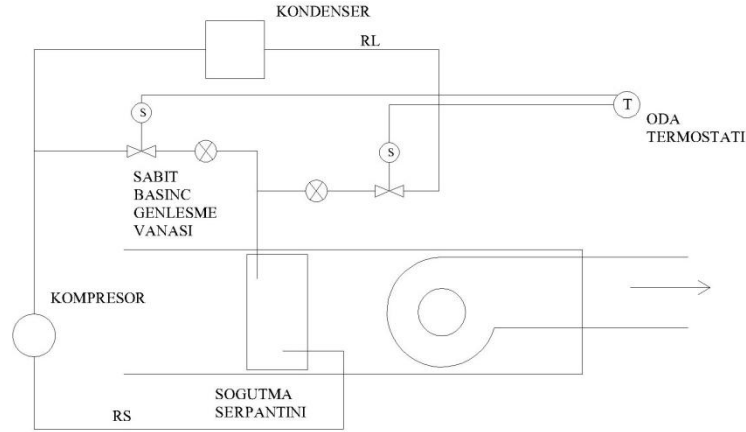 KONDENSER
RL
S
T
ODA
TERMOSTATI
S
SABIT
BASINC
GENLESME
VANASI
KOMPRESOR
SOGUTMA
SERPANTINI
RS